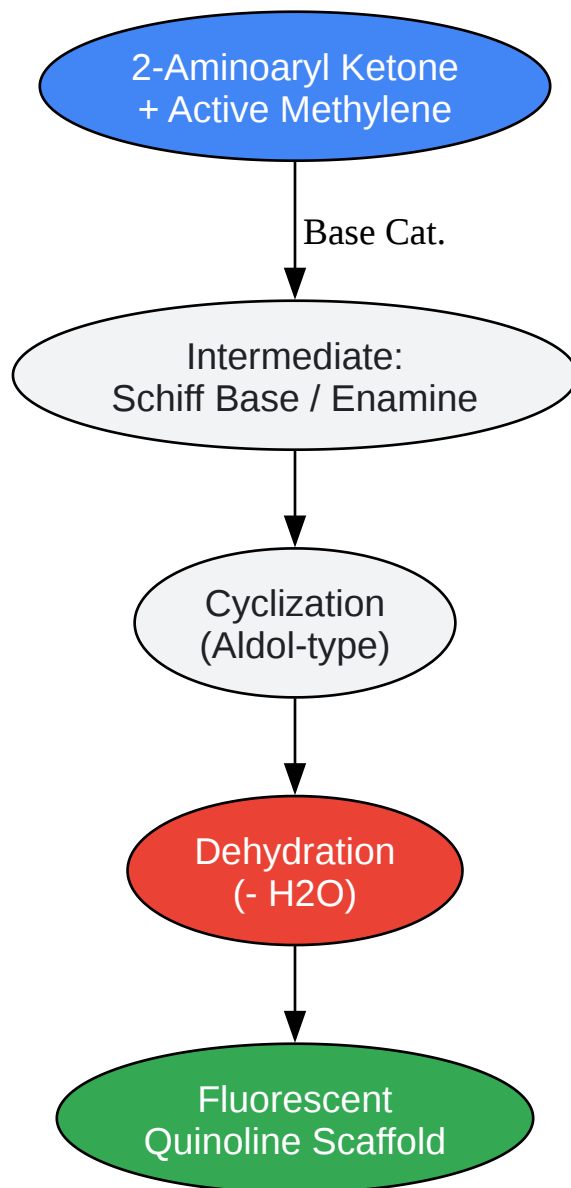 2-Aminoaryl Ketone
+ Active Methylene
Base Cat.
Intermediate:
Schiff Base / Enamine
Cyclization
(Aldol-type)
Dehydration
(- H2O)
Fluorescent
Quinoline Scaffold